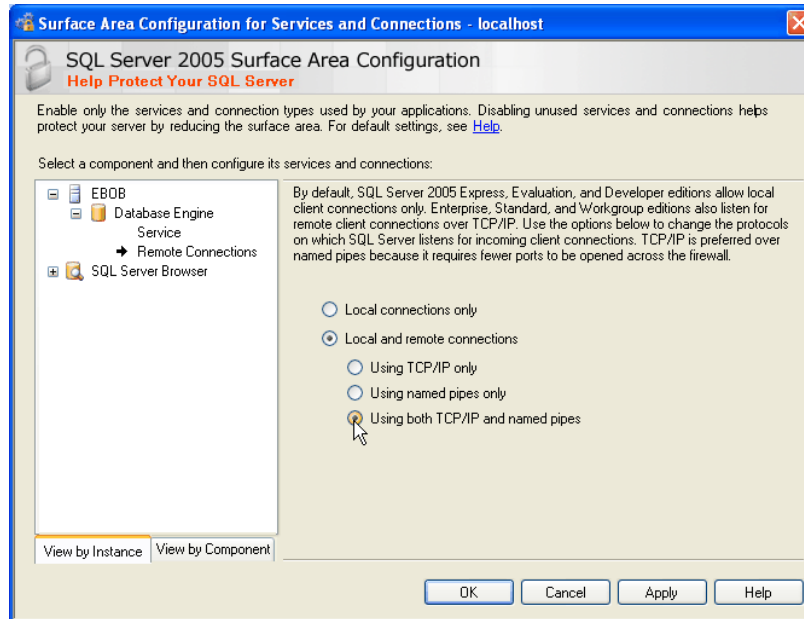 Surface Area Configuration for Services and Connections - localhost
SQL Server 2005 Surface Area Configuration
Help Protect Your SQL Server
Enable only the services and connection types used by your applications. Disabling unused services and connections helps
protect your server by reducing the surface area. For default settings, see Help.
Select a component and then configure its services and connections:
EBOB
Database Engine
Service
Remote Connections
SQL Server Browser
View by Instance
View by Component
By default, SQL Server 2005 Express, Evaluation, and Developer editions allow local
client connections only. Enterprise, Standard, and Workgroup editions also listen for
remote client connections over TCP/IP. Use the options below to change the protocols
on which SQL Server listens for incoming client connections. TCP/IP is preferred over
named pipes because it requires fewer ports to be opened across the firewall.
Local connections only
Local and remote connections
Using TCP/IP only
Using named pipes only
Using both TCP/IP and named pipes
OK
Cancel
Apply
Help